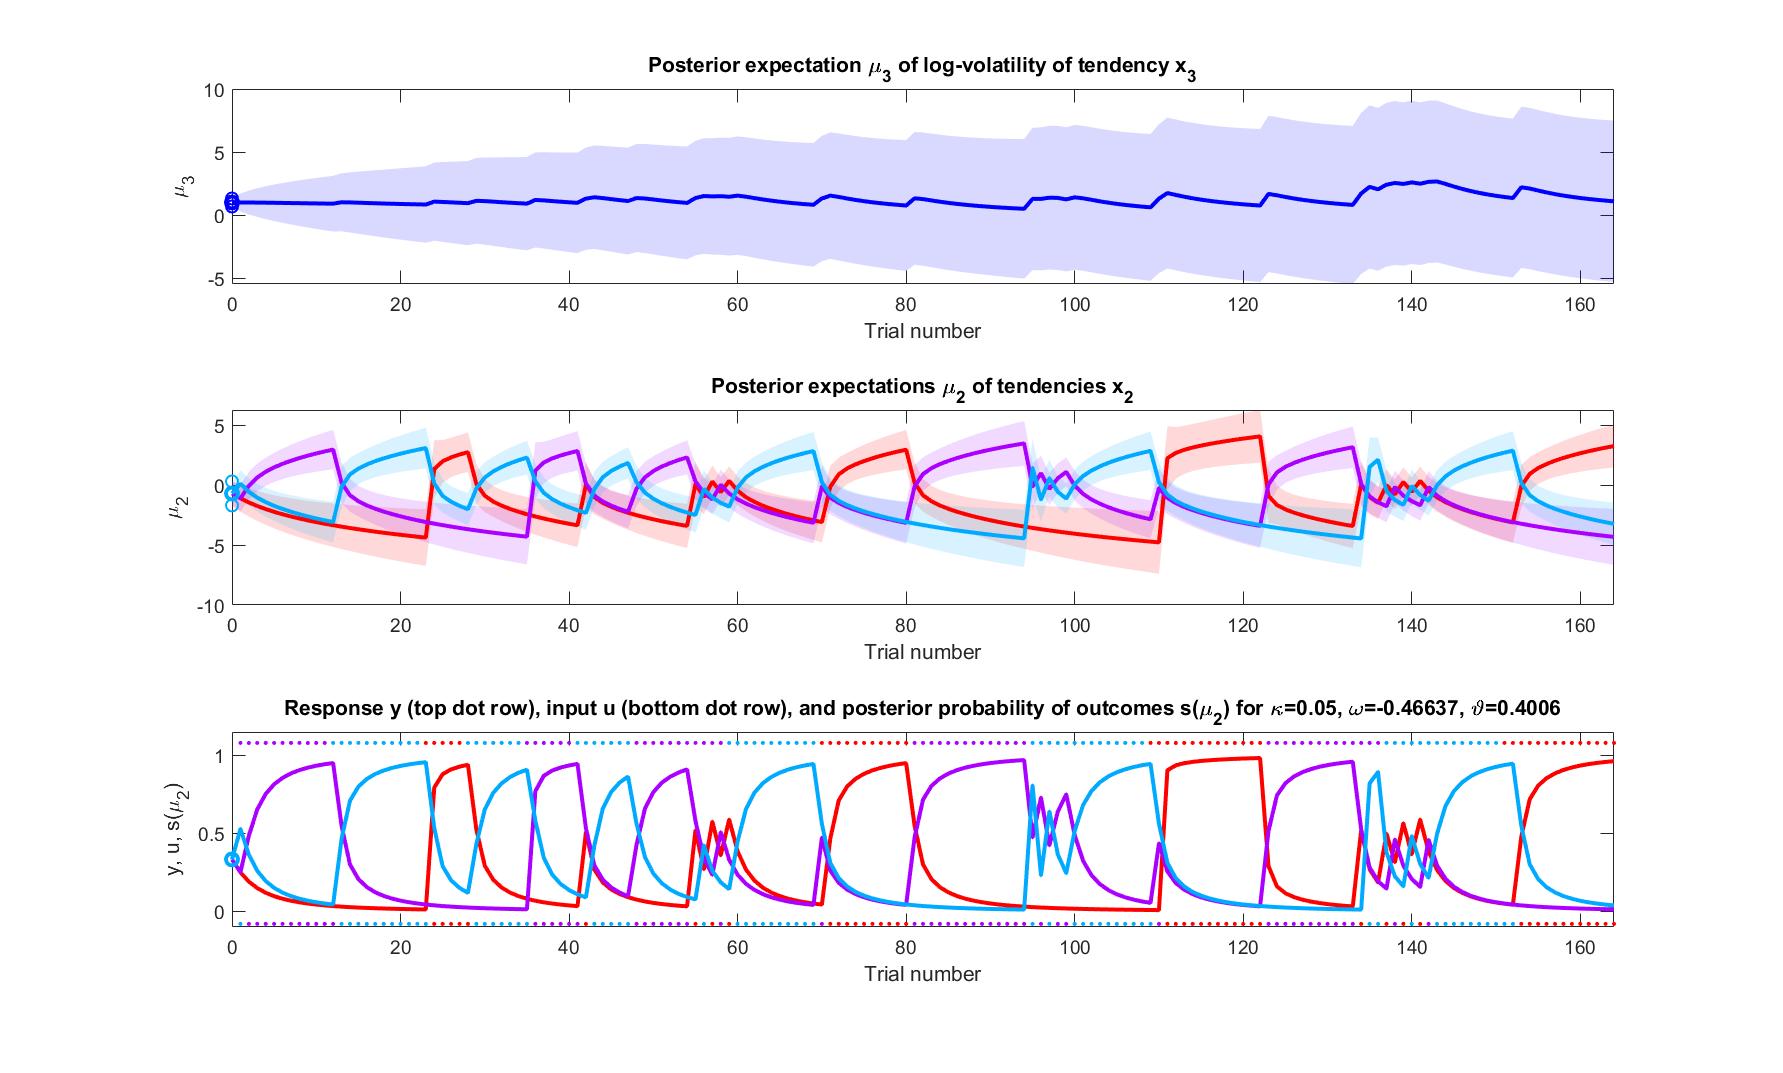 Posterior expectation μ3 of log-volatility of tendency x3
10
5
0
-5
μ3
0 20 40 60 80 100 120 140 160
Trial number
Posterior expectations μ2 of tendencies x2
5
0
-5
-10
μ2
0 20 40 60 80 100 120 140 160
Trial number
Response y (top dot row), input u (bottom dot row), and posterior probability of outcomes s(μ2) for κ=0.05, ω=-0.46637, ϑ=0.4006
1
0.5
0
y, u, s(μ2)
0 20 40 60 80 100 120 140 160
Trial number